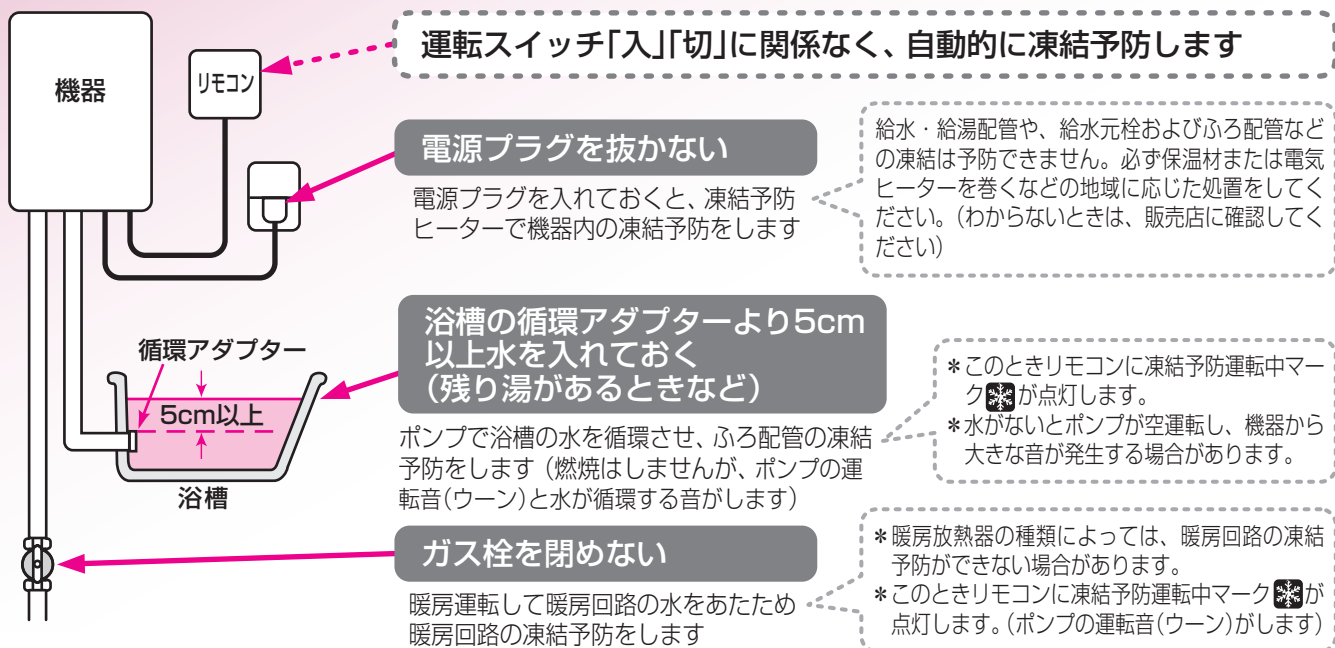 運転スイッチ「入」「切」に関係なく、自動的に凍結予防します
機器
リモコン
電源プラグを抜かない
電源プラグを入れておくと、凍結予防
ヒーターで機器内の凍結予防をします
給水・給湯配管や、給水元栓およびふろ配管など
の凍結は予防できません。必ず保温材または電気
ヒーターを巻くなどの地域に応じた処置をしてく
ださい。(わからないときは、販売店に確認してく
ださい)
浴槽の循環アダプターより5cm
以上水を入れておく
(残り湯があるときなど)
循環アダプター
5cm以上
浴槽
ポンプで浴槽の水を循環させ、ふろ配管の凍結
予防をします(燃焼はしませんが、ポンプの運
転音(ウーン)と水が循環する音がします)
*このときリモコンに凍結予防運転中マー
クが点灯します。
*水がないとポンプが空運転し、機器から
大きな音が発生する場合があります。
ガス栓を閉めない
暖房運転して暖房回路の水をあたため
暖房回路の凍結予防をします
*暖房放熱器の種類によっては、暖房回路の凍結
予防ができない場合があります。
*このときリモコンに凍結予防運転中マークが
点灯します。(ポンプの運転音(ウーン)がします)